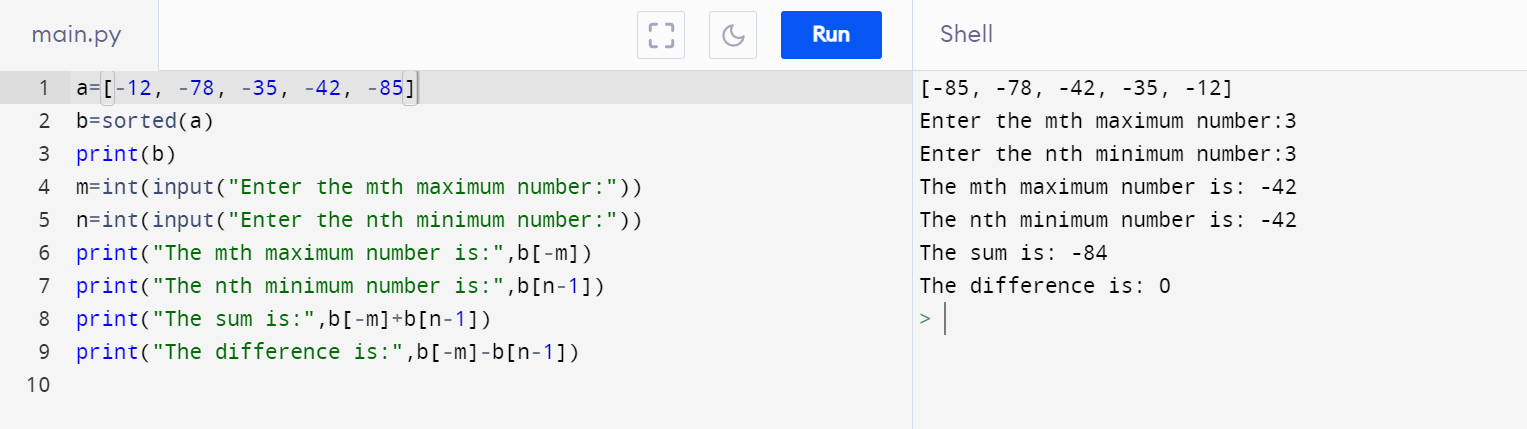 main.py
Run
1 a=[-12, -78, -35, -42, -85]
2 b=sorted(a)
3 print(b)
4 m=int(input("Enter the mth maximum number:"))
5 n=int(input("Enter the nth minimum number:"))
6 print("The mth maximum number is:",b[-m])
7 print("The nth minimum number is:",b[n-1])
8 print("The sum is:",b[-m]+b[n-1])
9 print("The difference is:",b[-m]-b[n-1])
10
Shell
[-85, -78, -42, -35, -12]
Enter the mth maximum number:3
Enter the nth minimum number:3
The mth maximum number is: -42
The nth minimum number is: -42
The sum is: -84
The difference is: 0
>